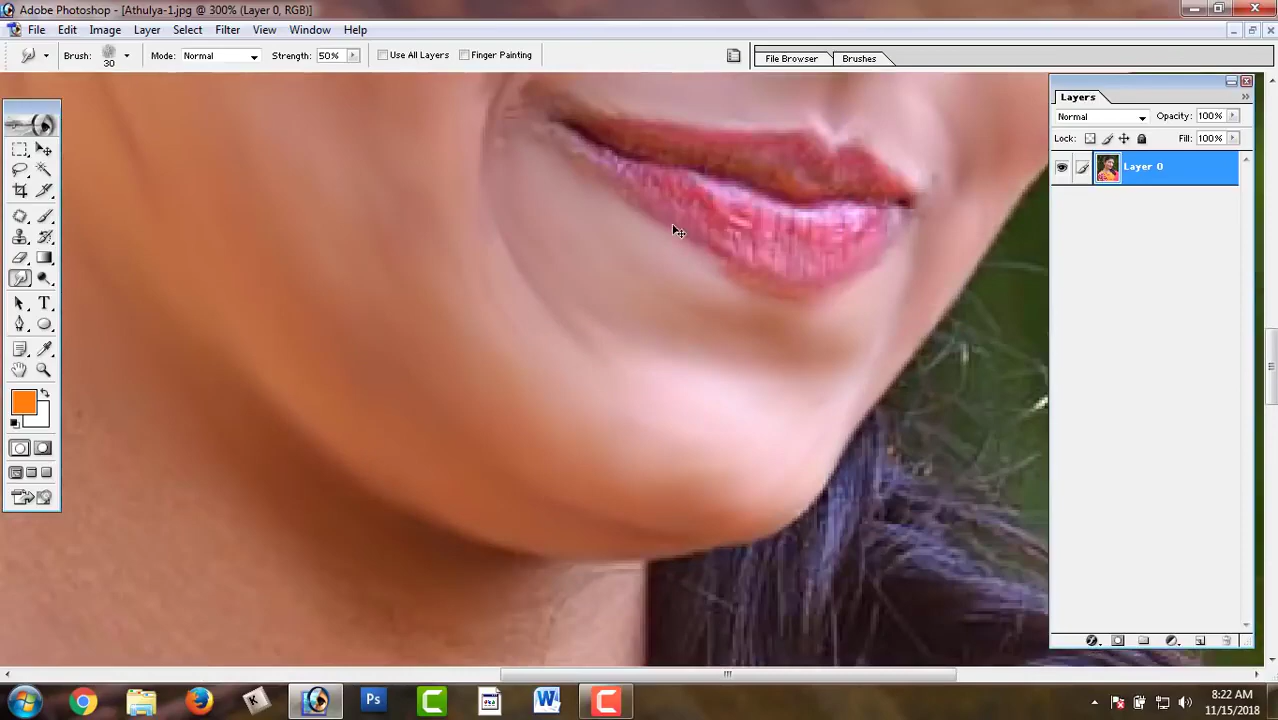 Adobe Photoshop - [Athulya-1.jpg @ 300% (Layer 0, RGB)]
File Edit Image Layer Select Filter View Window Help
Brush: 30 Mode: Normal Strength: 50% Use All Layers Finger Painting File Browser Brushes
Layers
Normal Opacity: 100%
Lock: Fill: 100%
Layer 0
T
K Ps C W
8:22 AM
11/15/2018